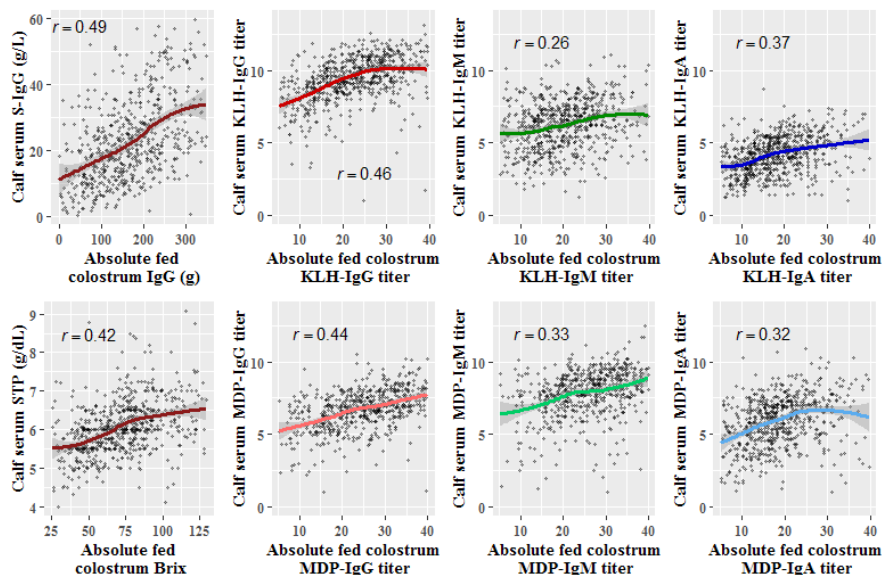 Calf serum S-IgG (g/L)
60
40
20
0
r = 0.49
0 100 200 300
Absolute fed
colostrum IgG (g)
Calf serum KLH-IgG titer
10
5
0
r = 0.46
10 20 30 40
Absolute fed colostrum
KLH-IgG titer
Calf serum KLH-IgM titer
10
5
0
r = 0.26
10 20 30 40
Absolute fed colostrum
KLH-IgM titer
Calf serum KLH-IgA titer
10
5
0
r = 0.37
10 20 30 40
Absolute fed colostrum
KLH-IgA titer
Calf serum STP (g/dL)
9
8
7
6
5
4
r = 0.42
25 50 75 100 125
Absolute fed
colostrum Brix
Calf serum MDP-IgG titer
10
5
0
r = 0.44
10 20 30 40
Absolute fed colostrum
MDP-IgG titer
Calf serum MDP-IgM titer
10
5
0
r = 0.33
10 20 30 40
Absolute fed colostrum
MDP-IgM titer
Calf serum MDP-IgA titer
10
5
0
r = 0.32
10 20 30 40
Absolute fed colostrum
MDP-IgA titer